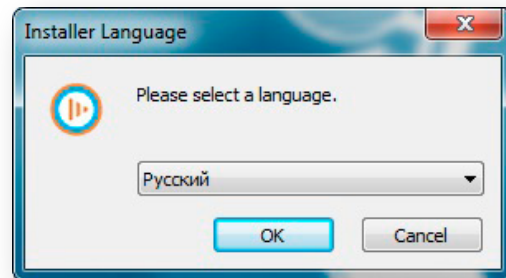 Installer Language
Please select a language.
Русский
OK
Cancel